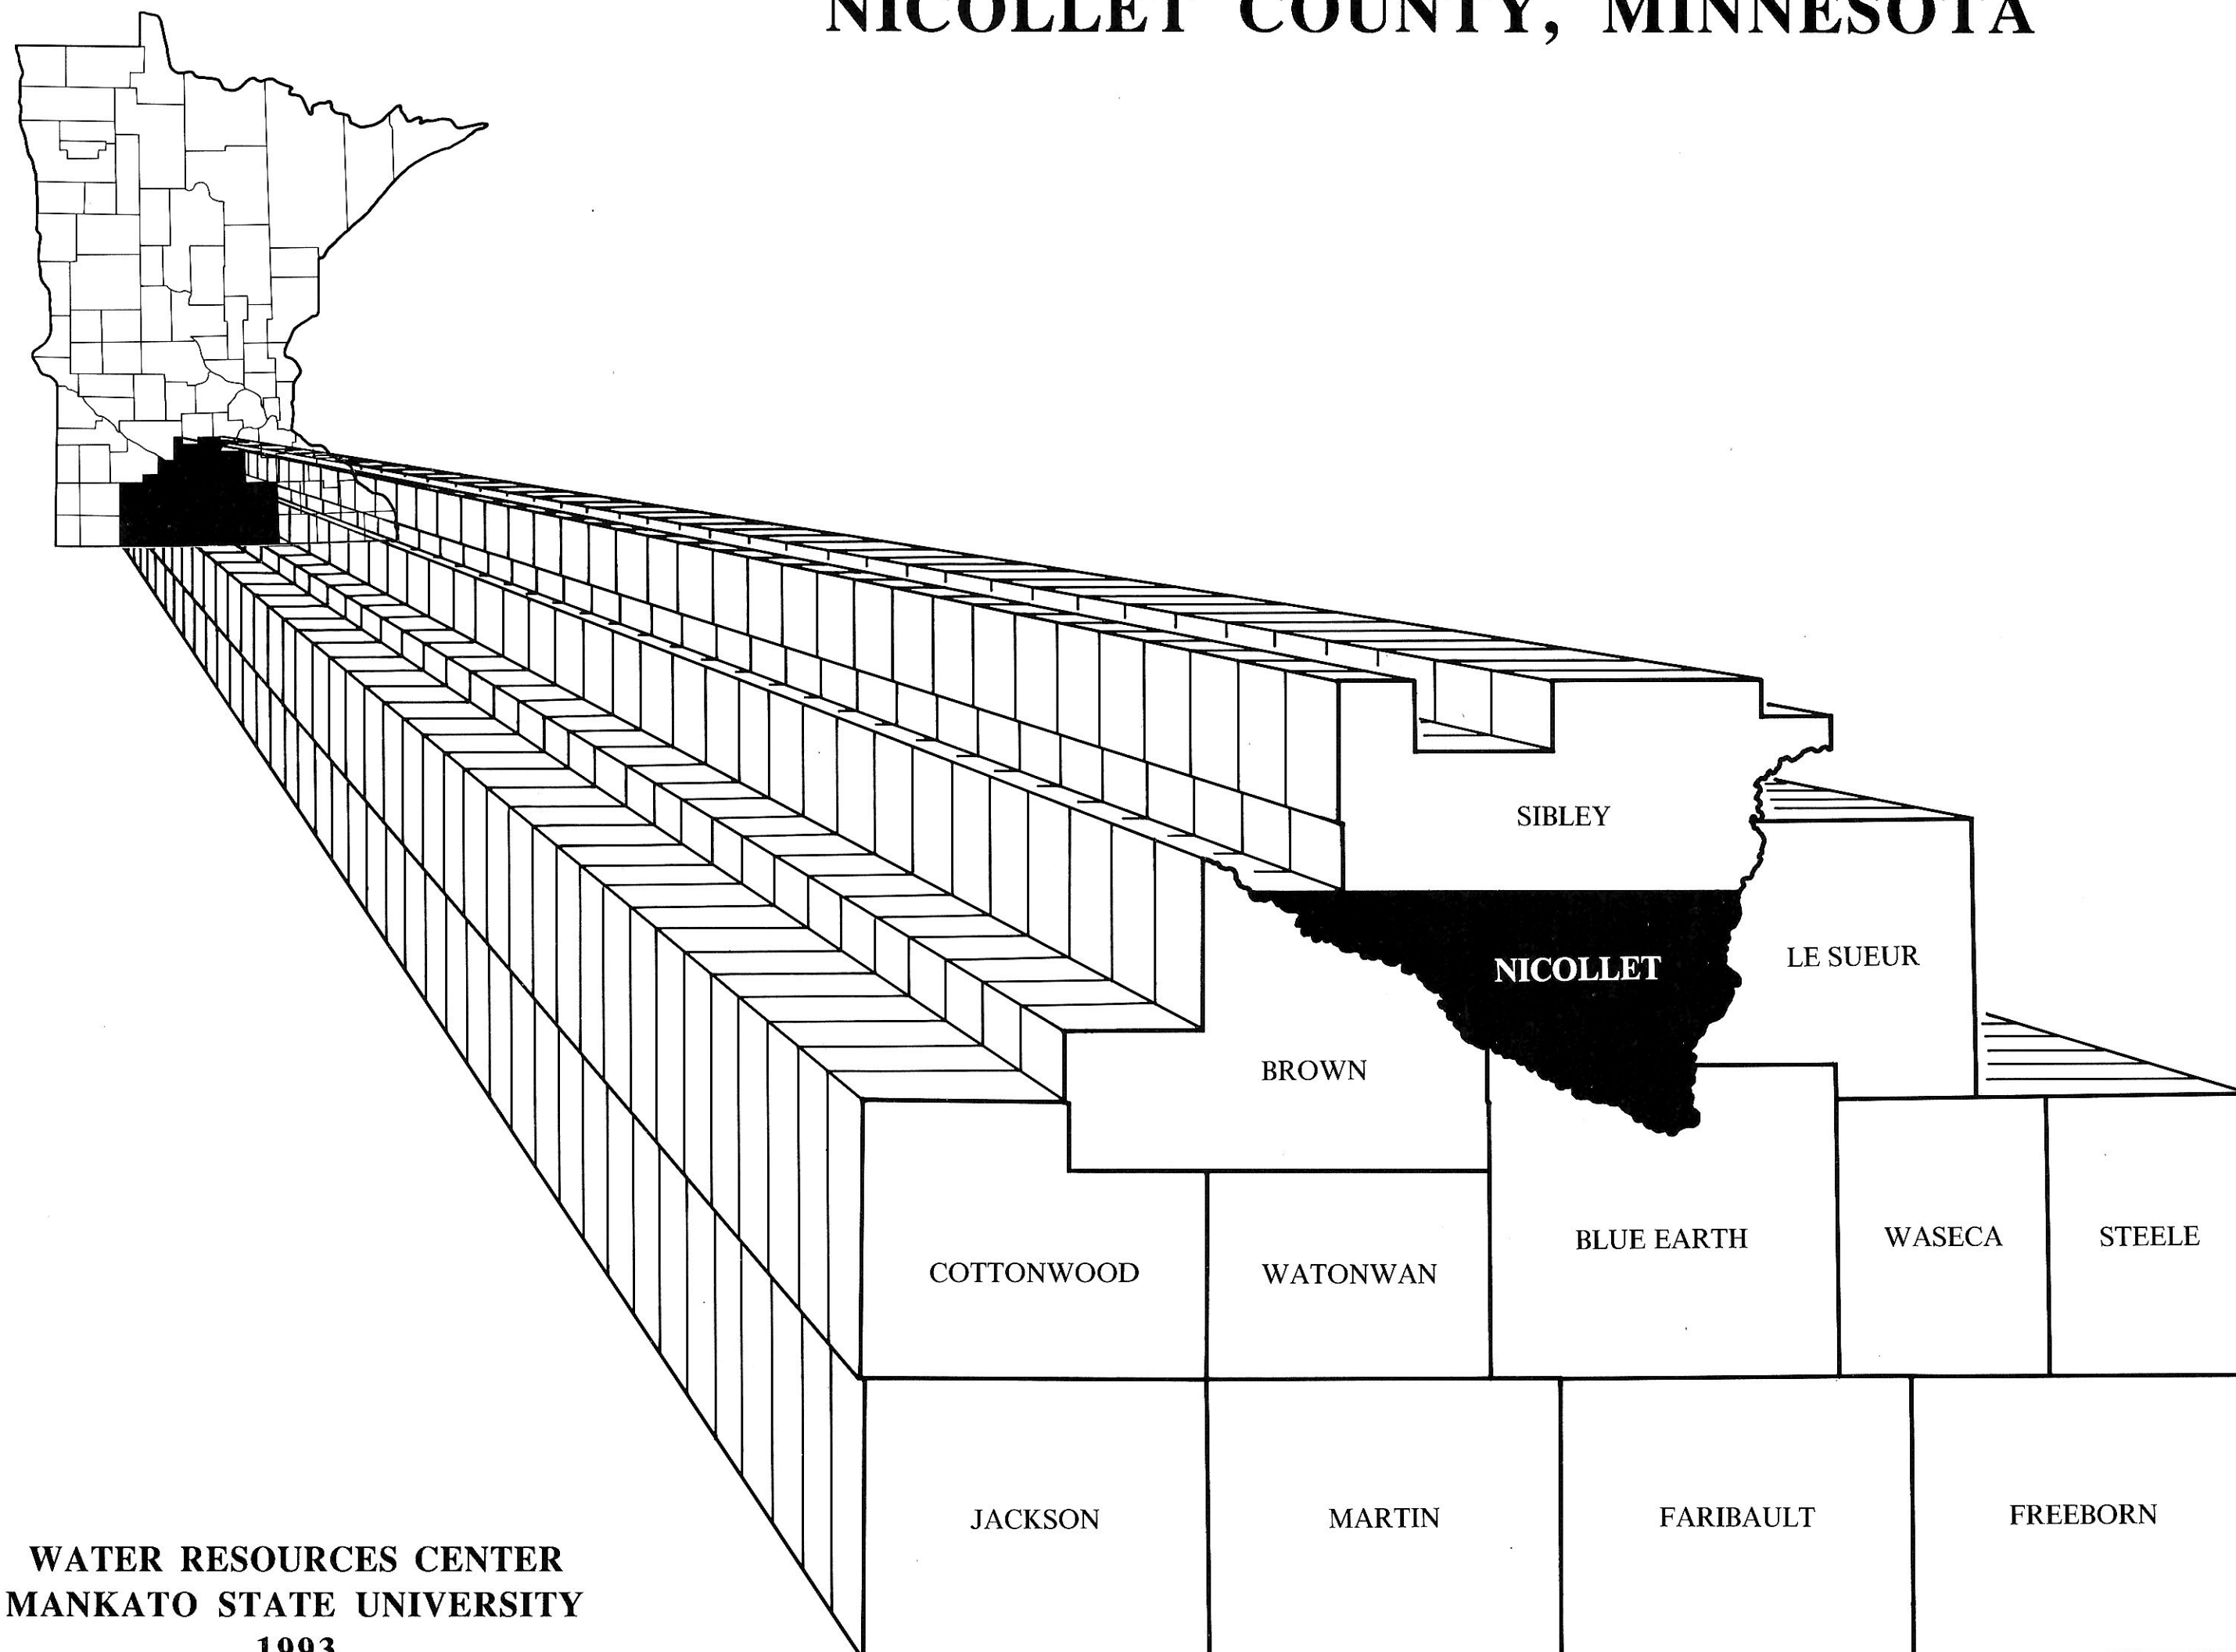 NICOLLET COUNTY, MINNESOTA
SIBLEY
NICOLLET
LE SUEUR
BROWN
BLUE EARTH
WASECA
STEELE
COTTONWOOD
WATONWAN
JACKSON
MARTIN
FARIBAULT
FREEBORN
WATER RESOURCES CENTER
MANKATO STATE UNIVERSITY
1993